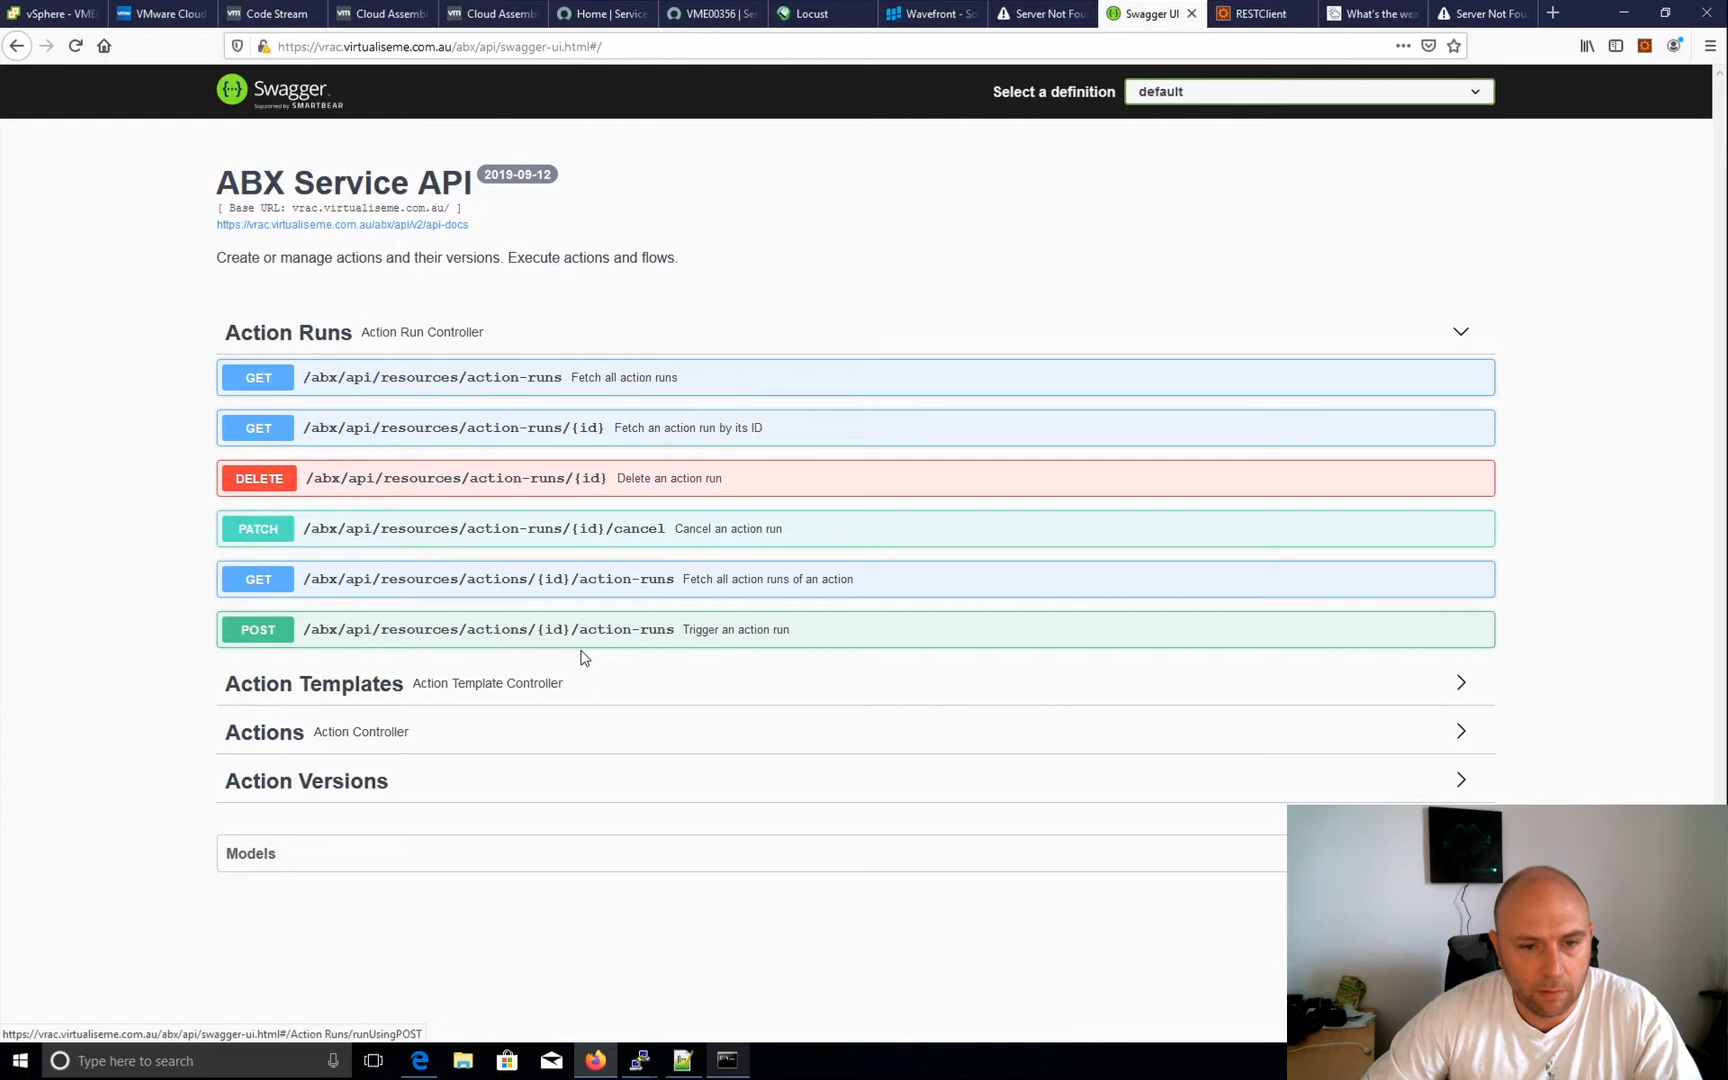 vSphere - VME
VMware Cloud
Code Stream
Cloud Assemb
Cloud Assemb
Home | Service
VME00356 | Se
Locust
Wavefront - So
Server Not Fou
Swagger UI
RESTClient
What's the wea
Server Not Fou
https://vrac.virtualiseme.com.au/abx/api/swagger-ui.html#/
Swagger.
Supported by SMARTBEAR
Select a definition
default
ABX Service API 2019-09-12
[ Base URL: vrac.virtualiseme.com.au/ ]
https://vrac.virtualiseme.com.au/abx/api/v2/api-docs
Create or manage actions and their versions. Execute actions and flows.
Action Runs Action Run Controller
GET /abx/api/resources/action-runs Fetch all action runs
GET /abx/api/resources/action-runs/{id} Fetch an action run by its ID
DELETE /abx/api/resources/action-runs/{id} Delete an action run
PATCH /abx/api/resources/action-runs/{id}/cancel Cancel an action run
GET /abx/api/resources/actions/{id}/action-runs Fetch all action runs of an action
POST /abx/api/resources/actions/{id}/action-runs Trigger an action run
Action Templates Action Template Controller
Actions Action Controller
Action Versions
Models
https://vrac.virtualiseme.com.au/abx/api/swagger-ui.html#/Action Runs/runUsingPOST
Type here to search